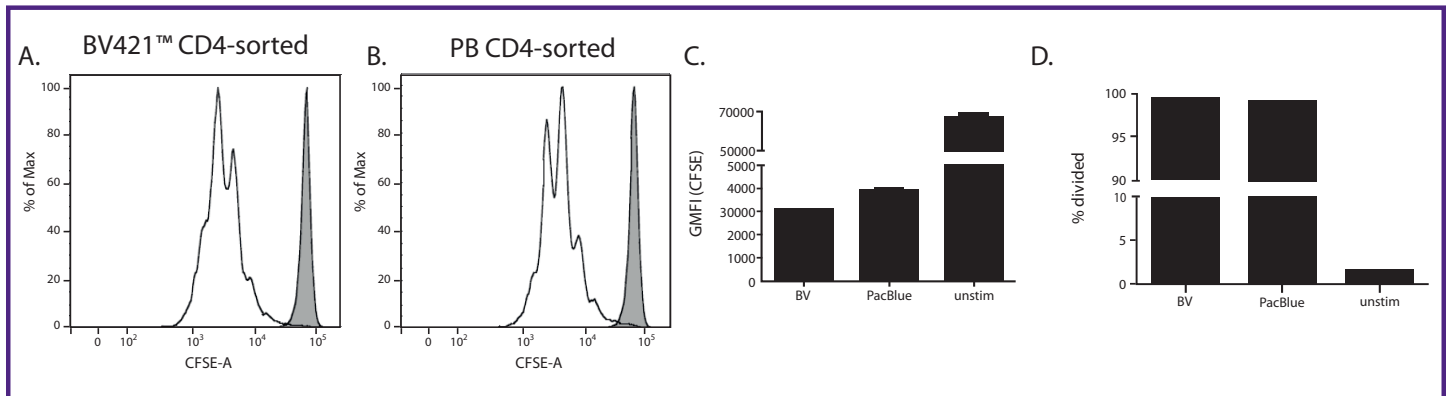 A.
BV421™ CD4-sorted
% of Max
100
80
60
40
20
0
0 10² 10³ 10⁴ 10⁵
CFSE-A
B.
PB CD4-sorted
% of Max
100
80
60
40
20
0
0 10² 10³ 10⁴ 10⁵
CFSE-A
C.
GMFI (CFSE)
70000
50000
5000
4000
3000
2000
1000
0
BV PacBlue unstim
D.
% divided
100
95
90
10
5
0
BV PacBlue unstim